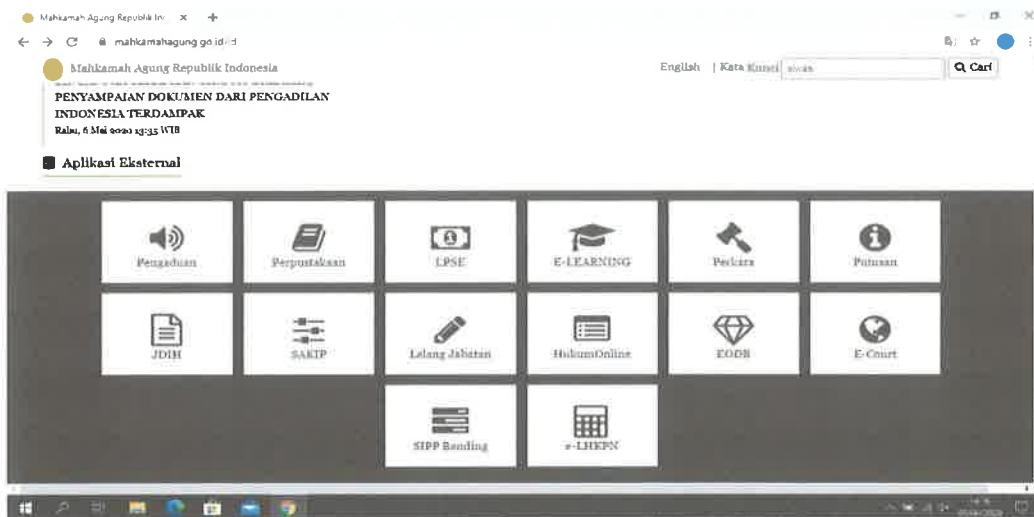 Mahkamah Agung Republik In
mahkamahagung.go.id/id
Mahkamah Agung Republik Indonesia
English | Kata Kunci
Cari
PENYAMPAIAN DOKUMEN DARI PENGADILAN
INDONESIA TERDAMPAK
Rabu, 6 Mei 2020 13:35 WIB
Aplikasi Eksternal
Pengaduan
Perpustakaan
LPSE
E-LEARNING
Perkara
Putusan
JDIH
SAKIP
Lelang Jabatan
HukumOnline
EODB
E-Court
SIPP Banding
e-LHKPN